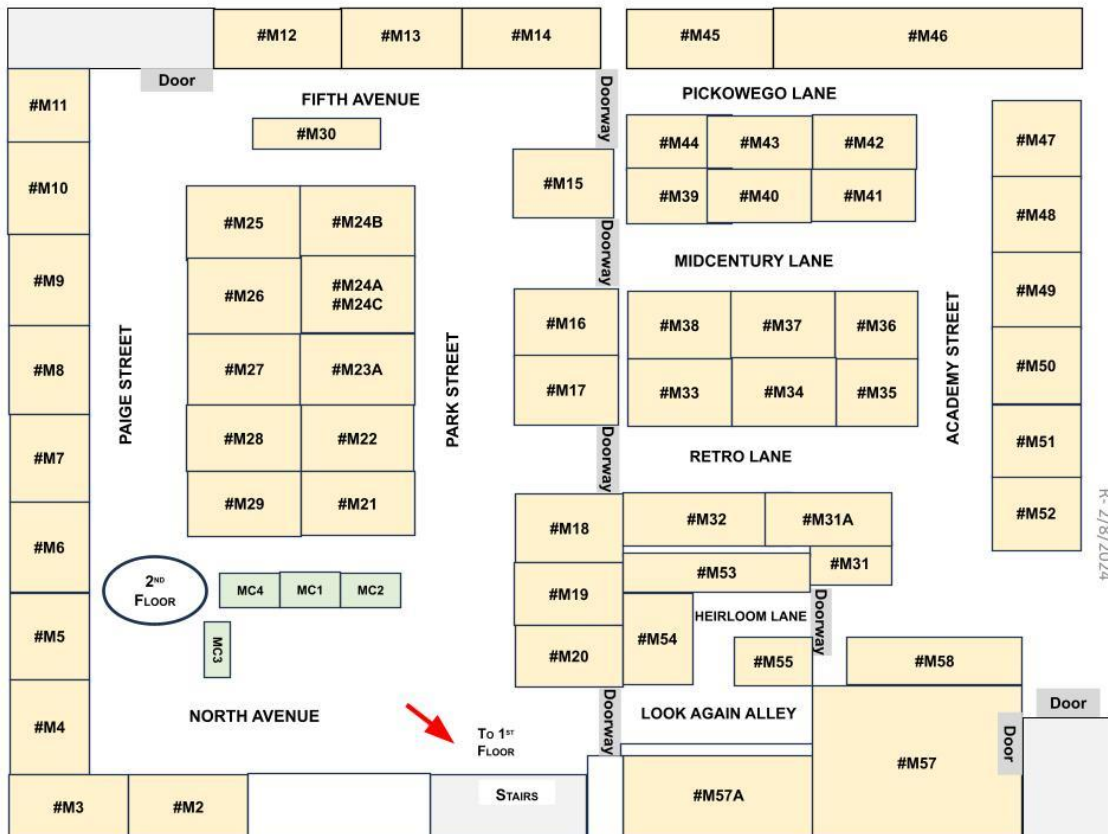 #M12
#M13
#M14
#M45
#M46
Door
Doorway
FIFTH AVENUE
PICKOWEGO LANE
#M11
#M30
#M44
#M43
#M42
#M47
#M10
#M15
#M39
#M40
#M41
#M25
#M24B
#M48
Doorway
MIDCENTURY LANE
#M9
#M26
#M24A
#M24C
#M49
#M16
#M38
#M37
#M36
PAIGE STREET
PARK STREET
ACADEMY STREET
#M8
#M27
#M23A
#M17
#M33
#M34
#M35
#M50
#M28
#M22
Doorway
RETRO LANE
#M51
#M7
#M29
#M21
#M18
#M32
#M31A
#M52
R- 2/8/2024
#M6
2ND
FLOOR
MC4
MC1
MC2
#M53
#M31
#M19
HEIRLOOM LANE
Doorway
#M5
MC3
#M20
#M54
#M55
#M58
#M4
NORTH AVENUE
TO 1ST
FLOOR
Doorway
LOOK AGAIN ALLEY
Door
Door
#M57
#M3
#M2
STAIRS
#M57A